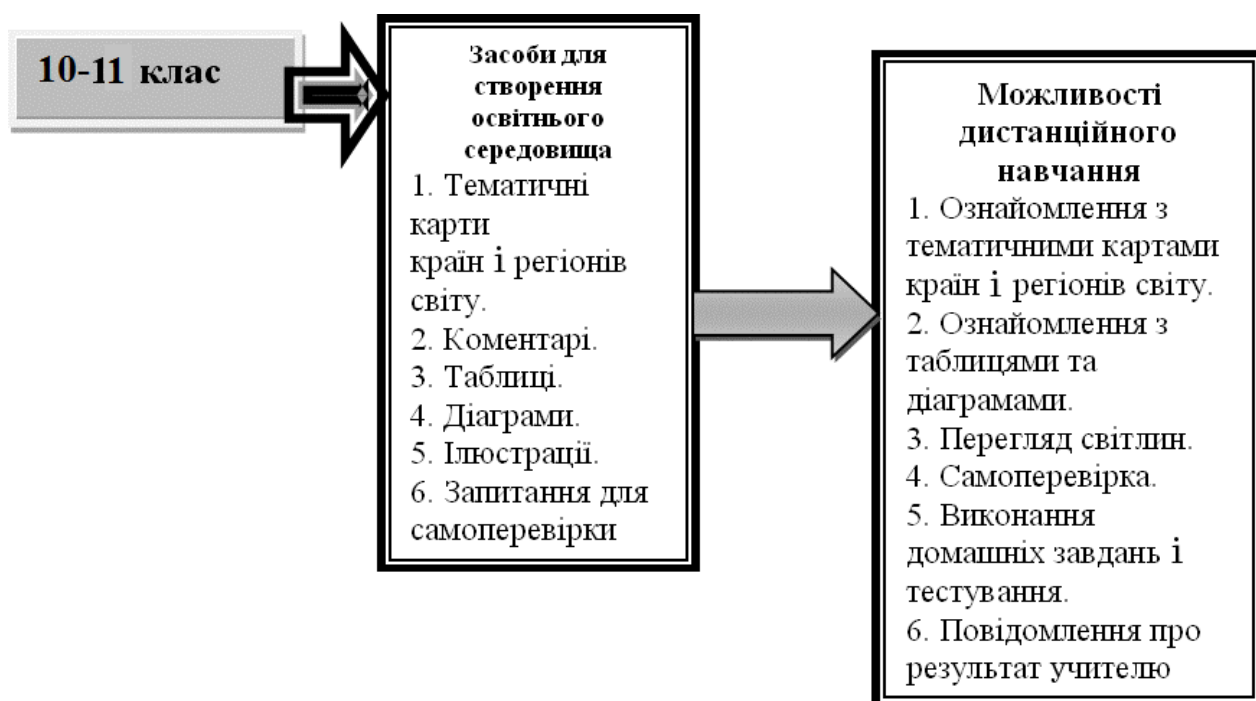 10-11 клас
Засоби для
створення
освітнього
середовища
1. Тематичні
карти
країн і регіонів
світу.
2. Коментарі.
3. Таблиці.
4. Діаграми.
5. Ілюстрації.
6. Запитання для
самоперевірки
Можливості
дистанційного
навчання
1. Ознайомлення з
тематичними картами
країн і регіонів світу.
2. Ознайомлення з
таблицями та
діаграмами.
3. Перегляд світлин.
4. Самоперевірка.
5. Виконання
домашніх завдань і
тестування.
6. Повідомлення про
результат учителю